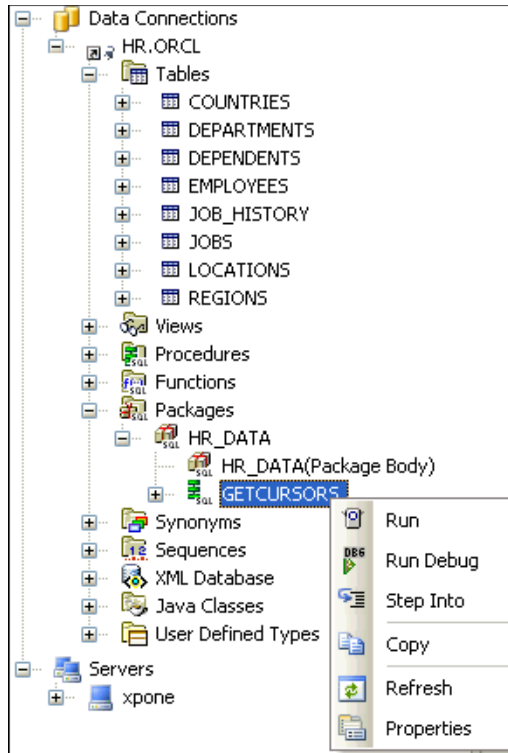 Data Connections
HR.ORCL
Tables
COUNTRIES
DEPARTMENTS
DEPENDENTS
EMPLOYEES
JOB_HISTORY
JOBS
LOCATIONS
REGIONS
Views
Procedures
Functions
Packages
HR_DATA
HR_DATA(Package Body)
GETCURSORS
Synonyms
Sequences
XML Database
Java Classes
User Defined Types
Servers
xpone
Run
Run Debug
Step Into
Copy
Refresh
Properties